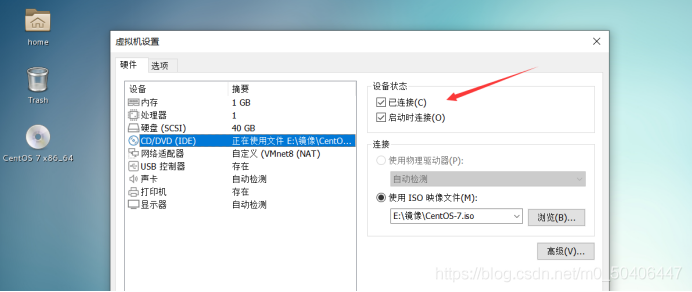 home
Trash
CentOS 7 x86_64
虚拟机设置
硬件 选项
设备 摘要
内存 1 GB
处理器 1
硬盘 (SCSI) 40 GB
CD/DVD (IDE) 正在使用文件 E:\镜像\CentO...
网络适配器 自定义 (VMnet8 (NAT)
USB 控制器 存在
声卡 自动检测
打印机 存在
显示器 自动检测
设备状态
已连接(C)
启动时连接(O)
连接
使用物理驱动器(P):
自动检测
使用 ISO 映像文件(M):
E:\镜像\CentOS-7.iso 浏览(B)...
高级(V)...
https://blog.csdn.net/m0_50406447